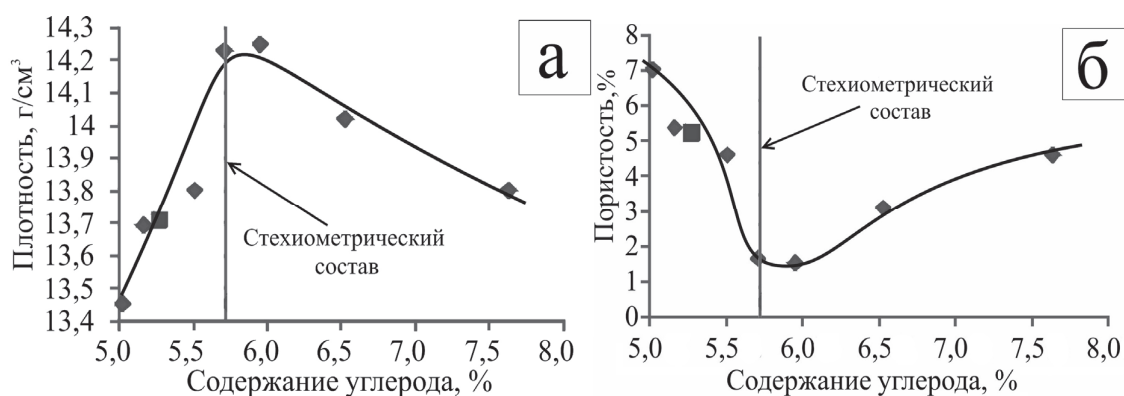 а
Плотность, г/см³
14,3
14,2
14,1
14
13,9
13,8
13,7
13,6
13,5
13,4
5,0 5,5 6,0 6,5 7,0 7,5 8,0
Содержание углерода, %
Стехиометрический
состав
б
Пористость,%
8
7
6
5
4
3
2
1
0
5,0 5,5 6,0 6,5 7,0 7,5 8,0
Содержание углерода, %
Стехиометрический
состав